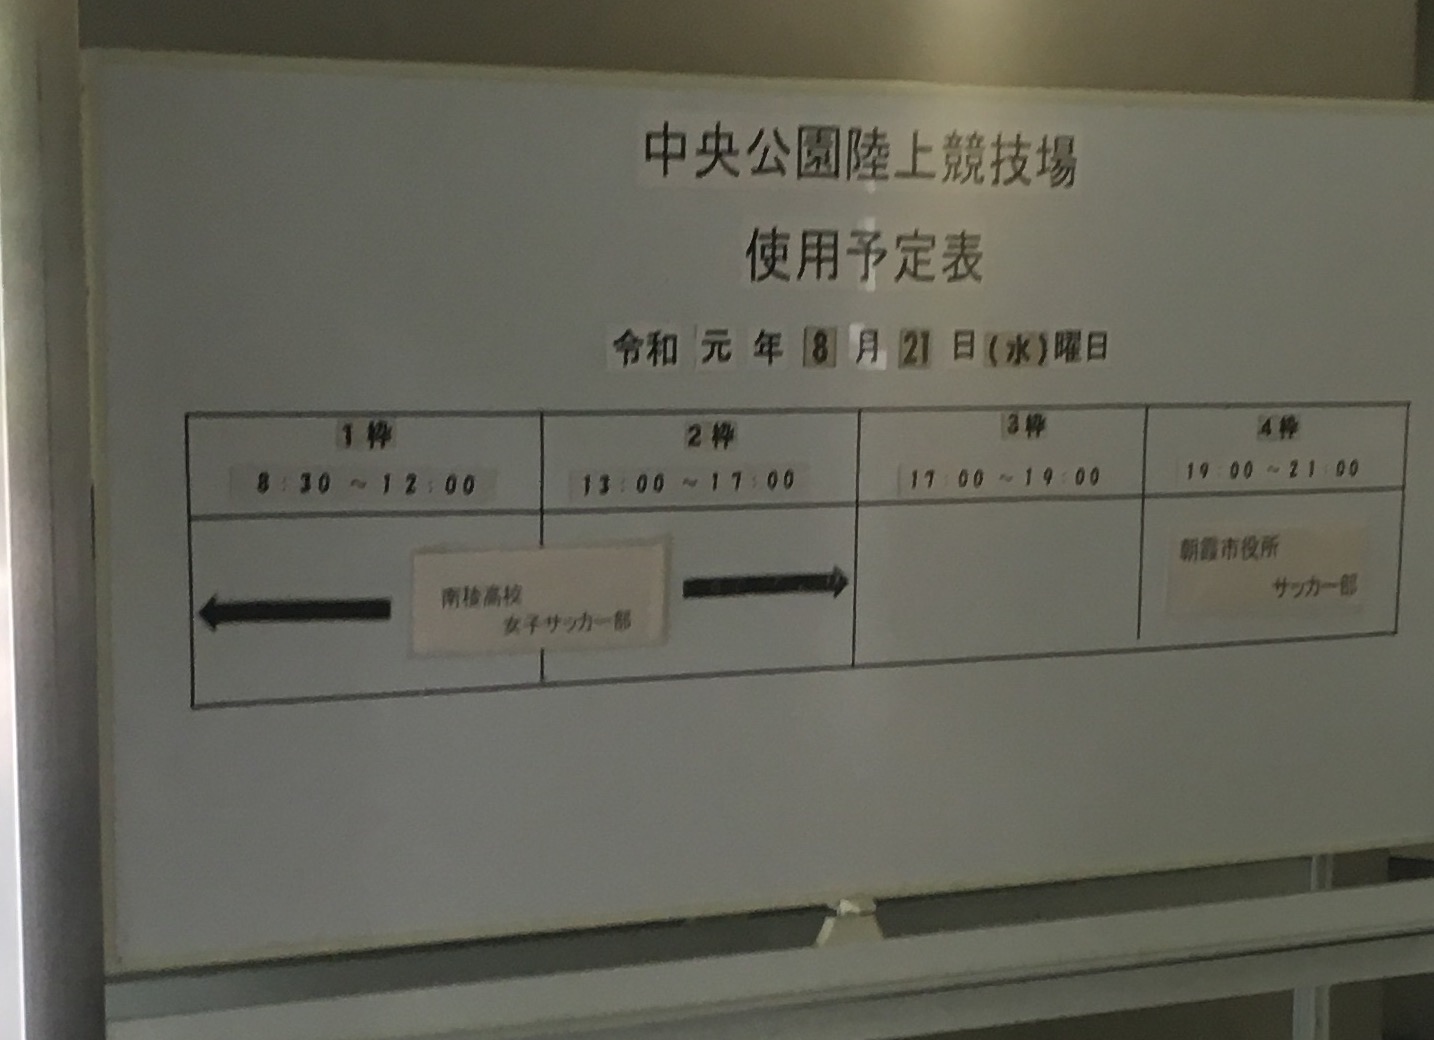 中央公園陸上競技場
使用予定表
令和 元 年 8 月 21 日 (水)曜日
1 枠
8:30 ~ 12:00
2 枠
13:00 ~ 17:00
3 枠
17:00 ~ 19:00
4 枠
19:00 ~ 21:00
南稜高校
女子サッカー部
朝霞市役所
サッカー部